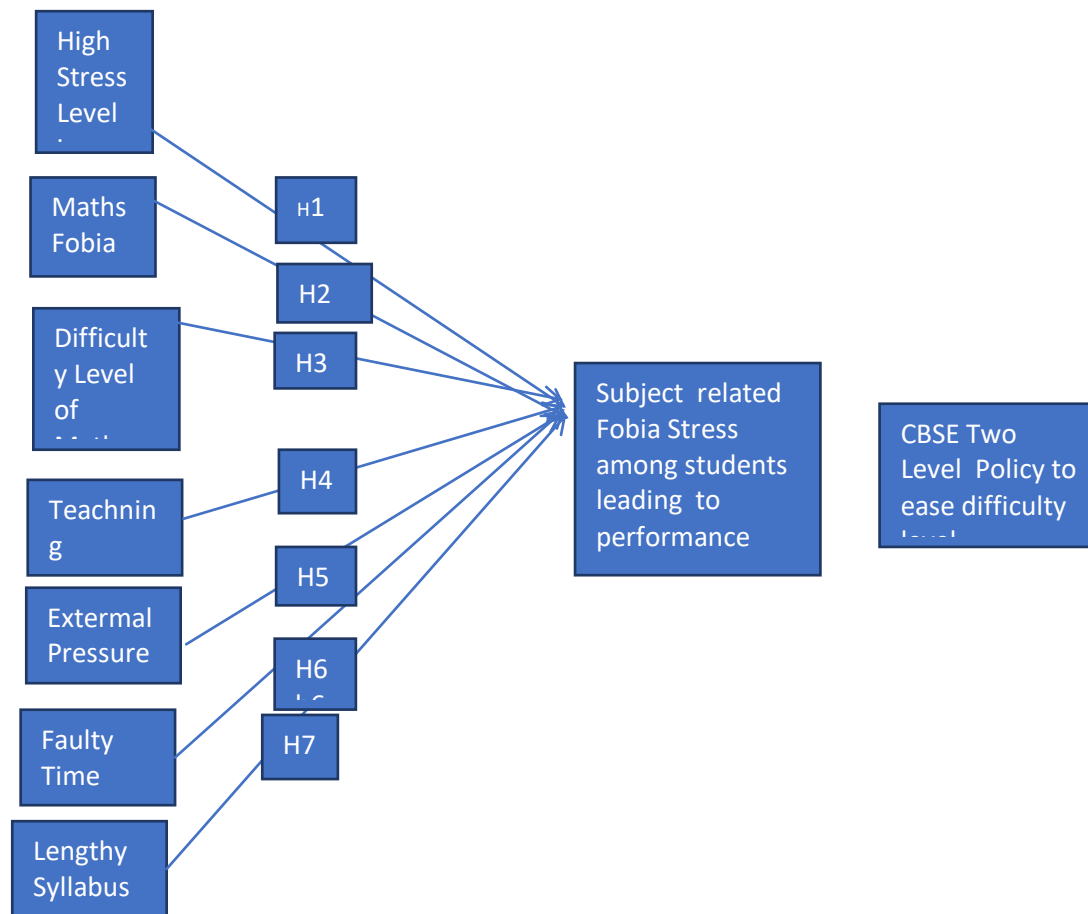 High
Stress
Level
Maths
Fobia
Difficult
y Level
of
Teachnin
g
Extermal
Pressure
Faulty
Time
Lengthy
Syllabus
H1
H2
H3
H4
H5
H6
H7
Subject related
Fobia Stress
among students
leading to
performance
CBSE Two
Level Policy to
ease difficulty